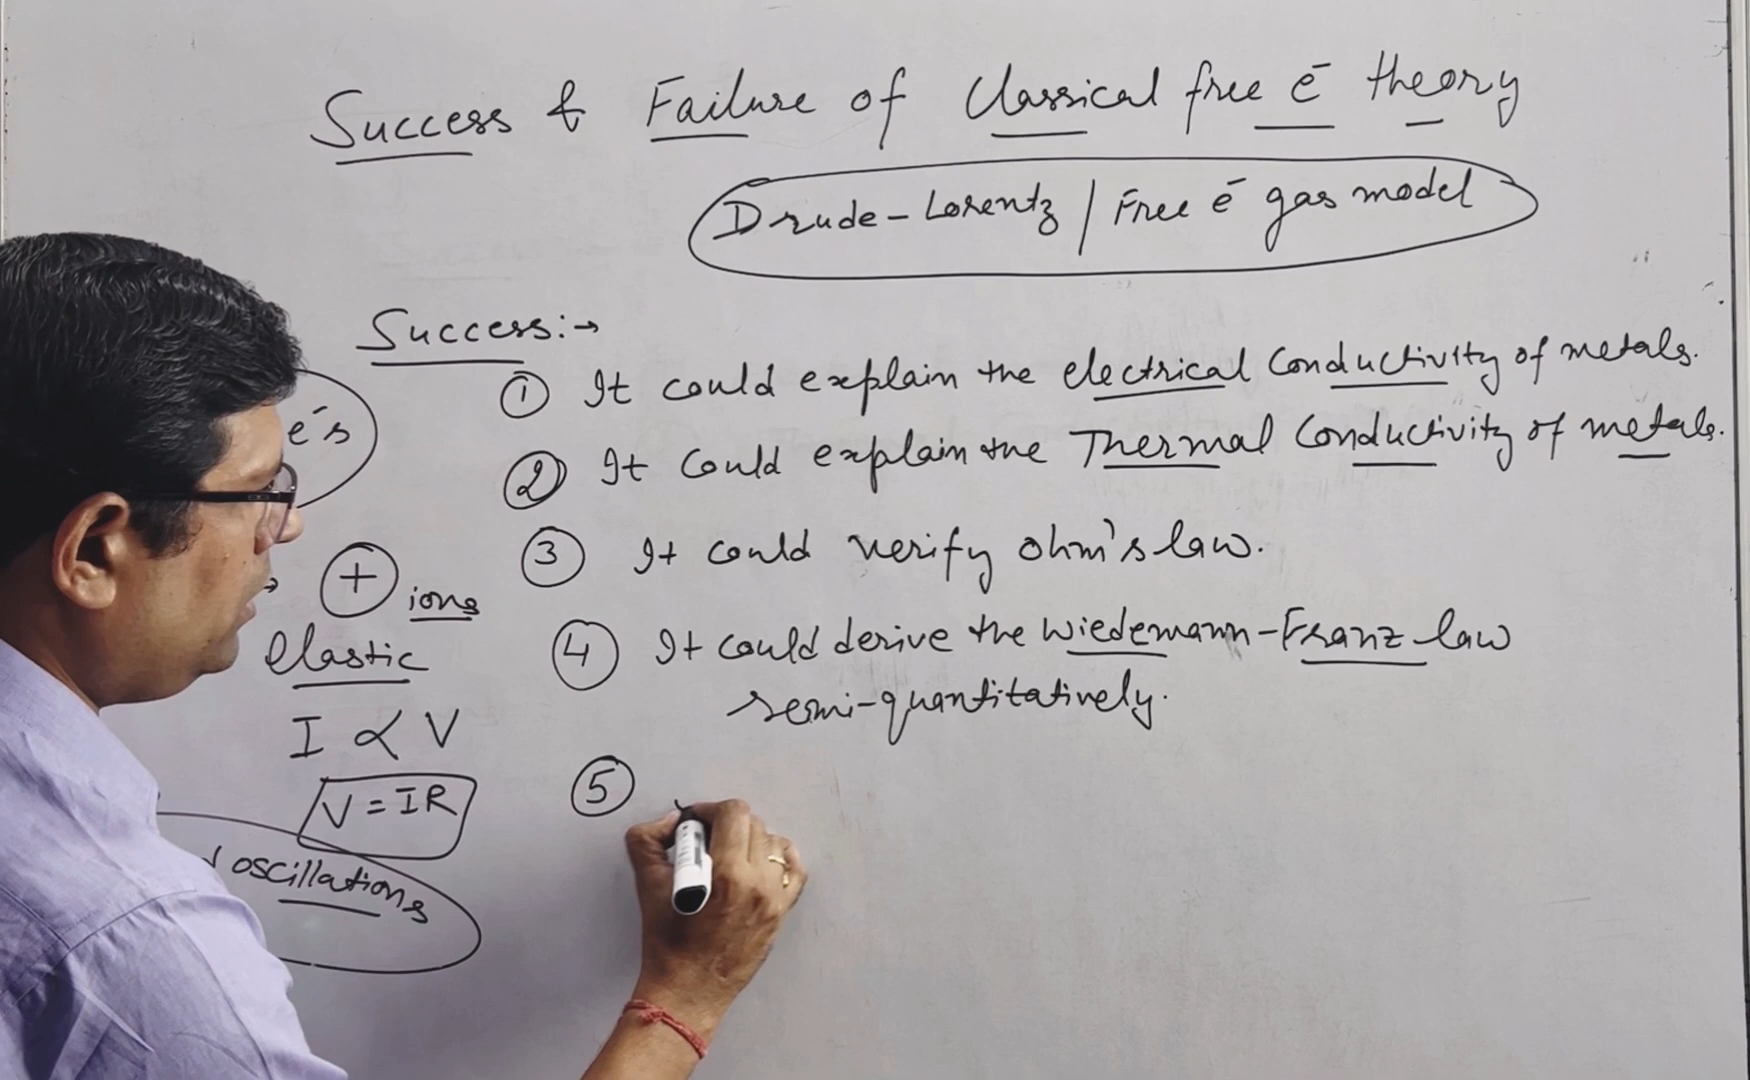 Success & Failure of Classical free ē theory
Drude-Lorentz / Free ē gas model
Success:→
① It could explain the electrical conductivity of metals.
② It could explain the Thermal Conductivity of metals.
③ It could verify ohm's law.
④ It could derive the Wiedemann-Franz law
semi-quantitatively.
⑤
ē's
→ + ions
elastic
I ∝ V
V = IR
oscillations